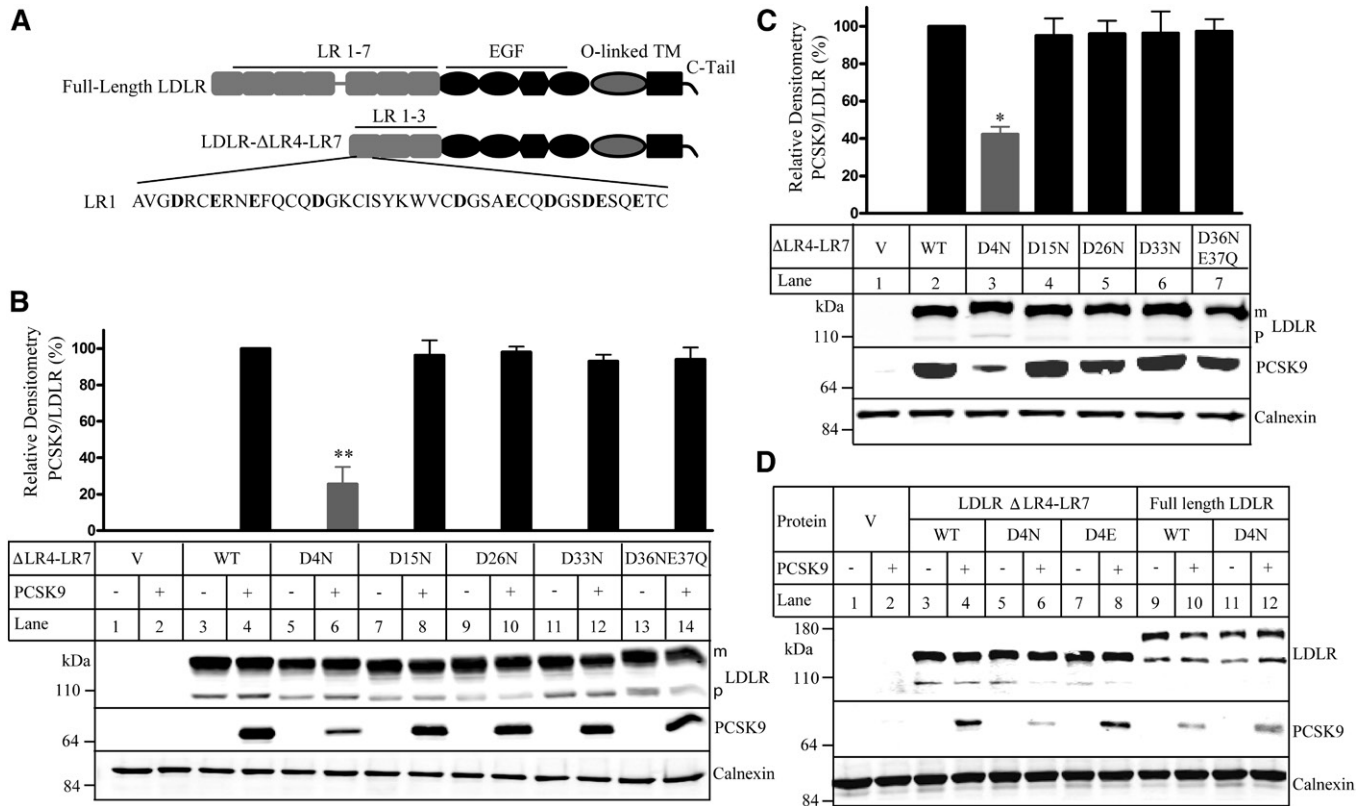 A
LR 1-7
EGF
O-linked TM
C-Tail
Full-Length LDLR
LR 1-3
LDLR-ΔLR4-LR7
LR1 AVGDRCERNEFQCQDGKCISYKWVCDGSAECQDGSDESQETC
B
Relative Densitometry
PCSK9/LDLR (%)
100
80
60
40
20
0
**
ΔLR4-LR7 V WT D4N D15N D26N D33N D36NE37Q
PCSK9 - + - + - + - + - + - + - +
Lane 1 2 3 4 5 6 7 8 9 10 11 12 13 14
kDa
110
m
LDLR
p
64
PCSK9
84
Calnexin
C
Relative Densitometry
PCSK9/LDLR (%)
100
80
60
40
20
0
*
ΔLR4-LR7 V WT D4N D15N D26N D33N D36N
E37Q
Lane 1 2 3 4 5 6 7
kDa
110
m
LDLR
P
64
PCSK9
84
Calnexin
D
Protein V LDLR ΔLR4-LR7 Full length LDLR
WT D4N D4E WT D4N
PCSK9 - + - + - + - + - + - +
Lane 1 2 3 4 5 6 7 8 9 10 11 12
180
kDa
110
LDLR
64
PCSK9
84
Calnexin